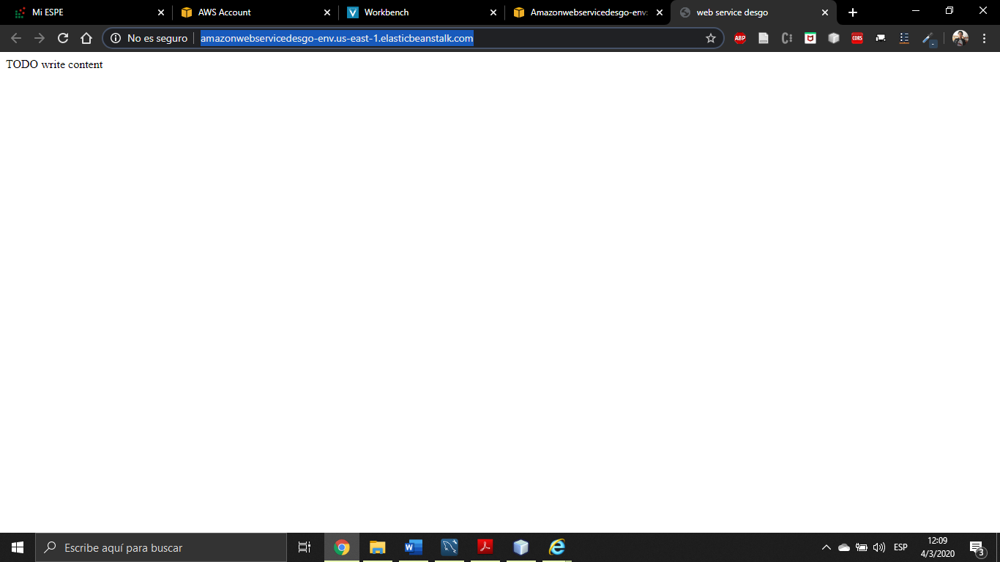 Mi ESPE
AWS Account
Workbench
Amazonwebservicedesgo-env:
web service desgo
No es seguro
amazonwebservicedesgo-env.us-east-1.elasticbeanstalk.com
ABP
CORS
TODO write content
Escribe aquí para buscar
ESP
12:09
4/3/2020
3